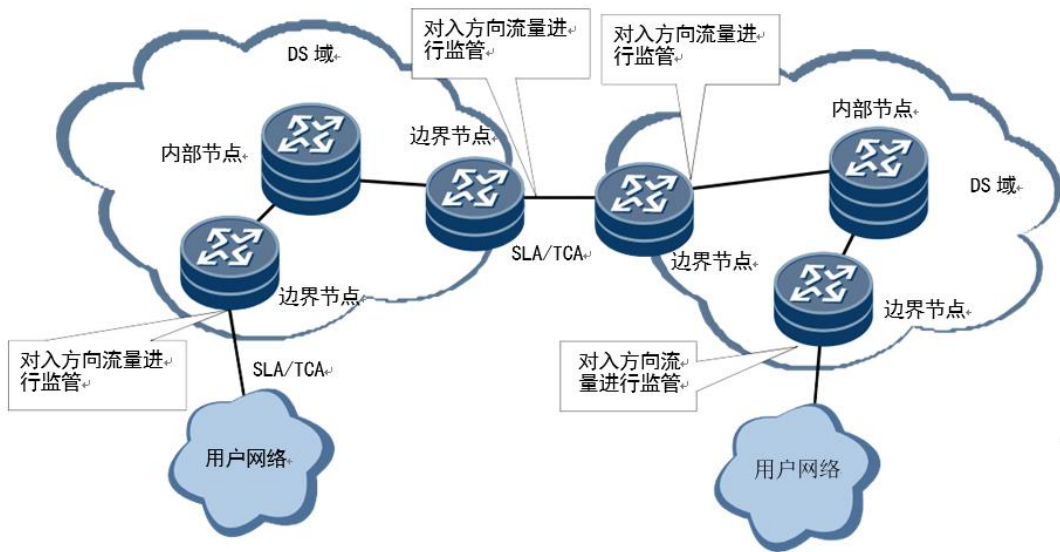 对入方向流量进
行监管
对入方向流量进
行监管
DS 域
边界节点
内部节点
内部节点
DS 域
SLA/TCA
边界节点
边界节点
边界节点
对入方向流量进
行监管
SLA/TCA
对入方向流
量进行监管
用户网络
用户网络